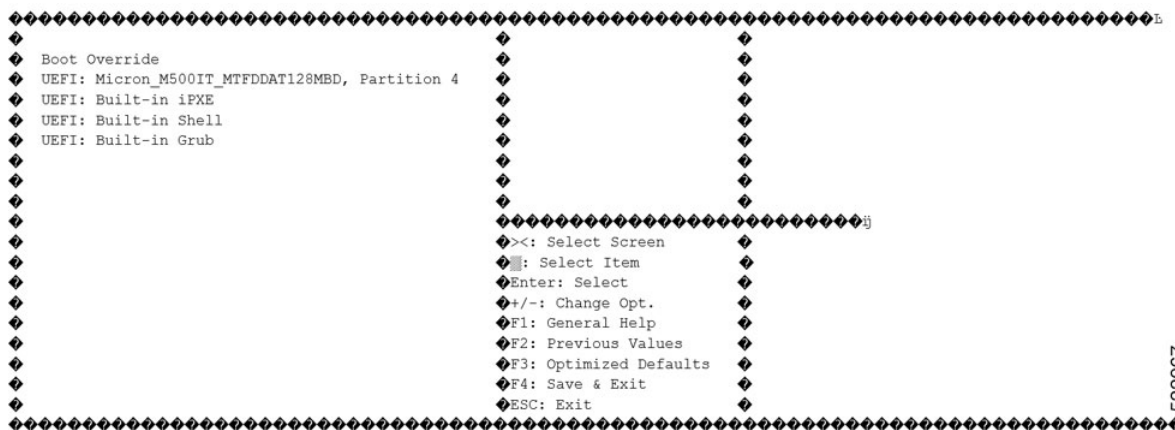 Boot Override
UEFI: Micron_M500IT_MTFDDAT128MBD, Partition 4
UEFI: Built-in iPXE
UEFI: Built-in Shell
UEFI: Built-in Grub
><: Select Screen
▒: Select Item
Enter: Select
+/-: Change Opt.
F1: General Help
F2: Previous Values
F3: Optimized Defaults
F4: Save & Exit
ESC: Exit